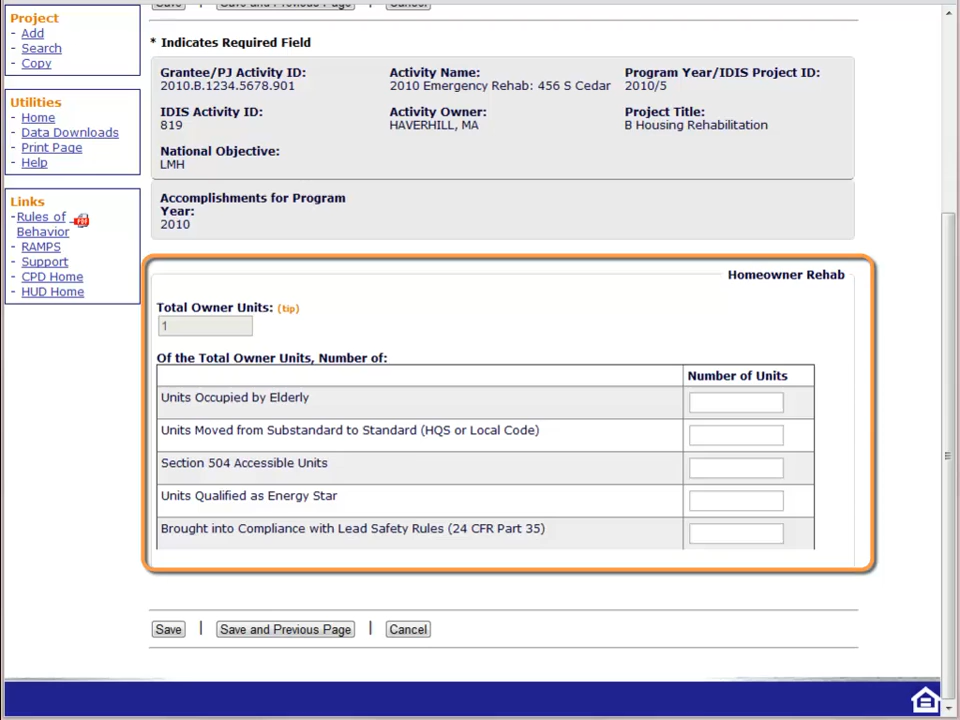 Save | Save and Previous Page | Cancel
Project
- Add
- Search
- Copy
Utilities
- Home
- Data Downloads
- Print Page
- Help
Links
-Rules of
Behavior
- RAMPS
- Support
- CPD Home
- HUD Home
* Indicates Required Field
Grantee/PJ Activity ID: Activity Name: Program Year/IDIS Project ID:
2010.B.1234.5678.901 2010 Emergency Rehab: 456 S Cedar 2010/5
IDIS Activity ID: Activity Owner: Project Title:
819 HAVERHILL, MA B Housing Rehabilitation
National Objective:
LMH
Accomplishments for Program
Year:
2010
Homeowner Rehab
Total Owner Units: (tip)
1
Of the Total Owner Units, Number of:
Number of Units
Units Occupied by Elderly
Units Moved from Substandard to Standard (HQS or Local Code)
Section 504 Accessible Units
Units Qualified as Energy Star
Brought into Compliance with Lead Safety Rules (24 CFR Part 35)
Save | Save and Previous Page | Cancel